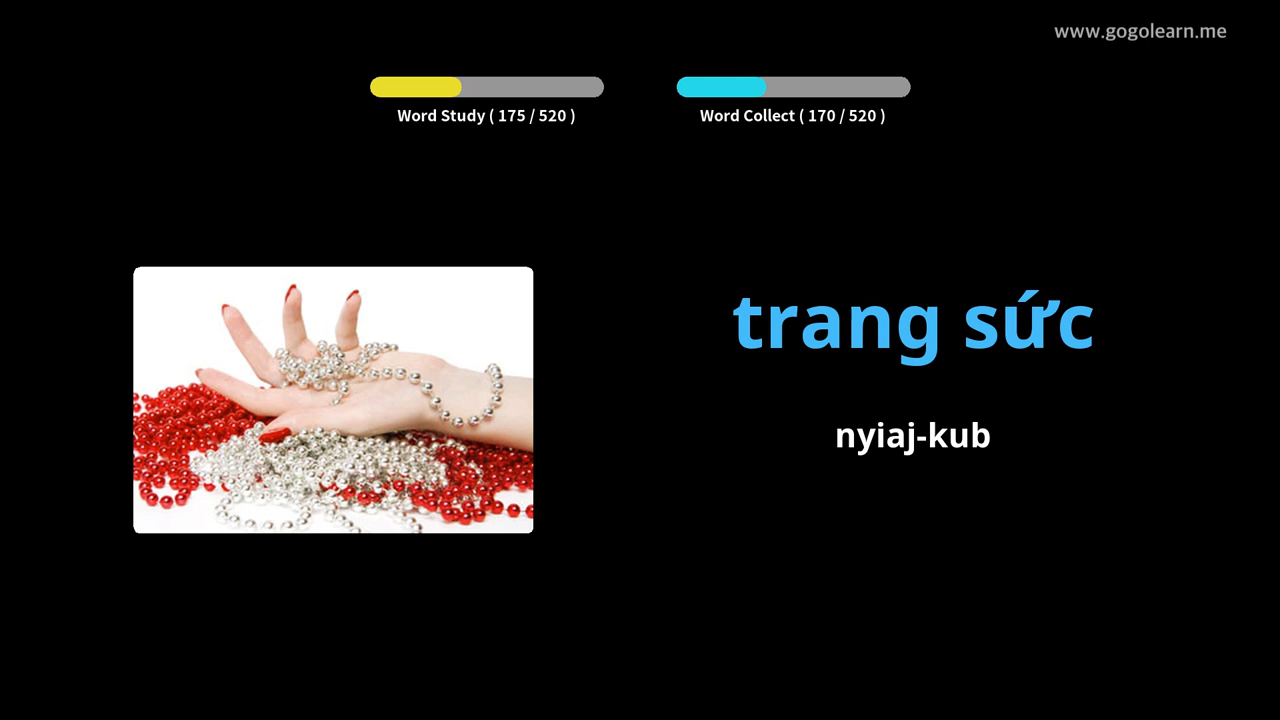 www.gogolearn.me
Word Study ( 175 / 520 )
Word Collect ( 170 / 520 )
trang sức
nyiaj-kub